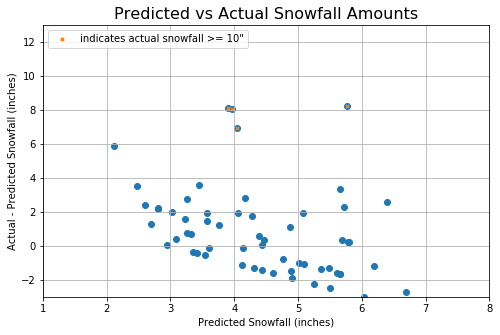 Predicted vs Actual Snowfall Amounts
indicates actual snowfall >= 10"
Actual - Predicted Snowfall (inches)
12
10
8
6
4
2
0
−2
1 2 3 4 5 6 7 8
Predicted Snowfall (inches)